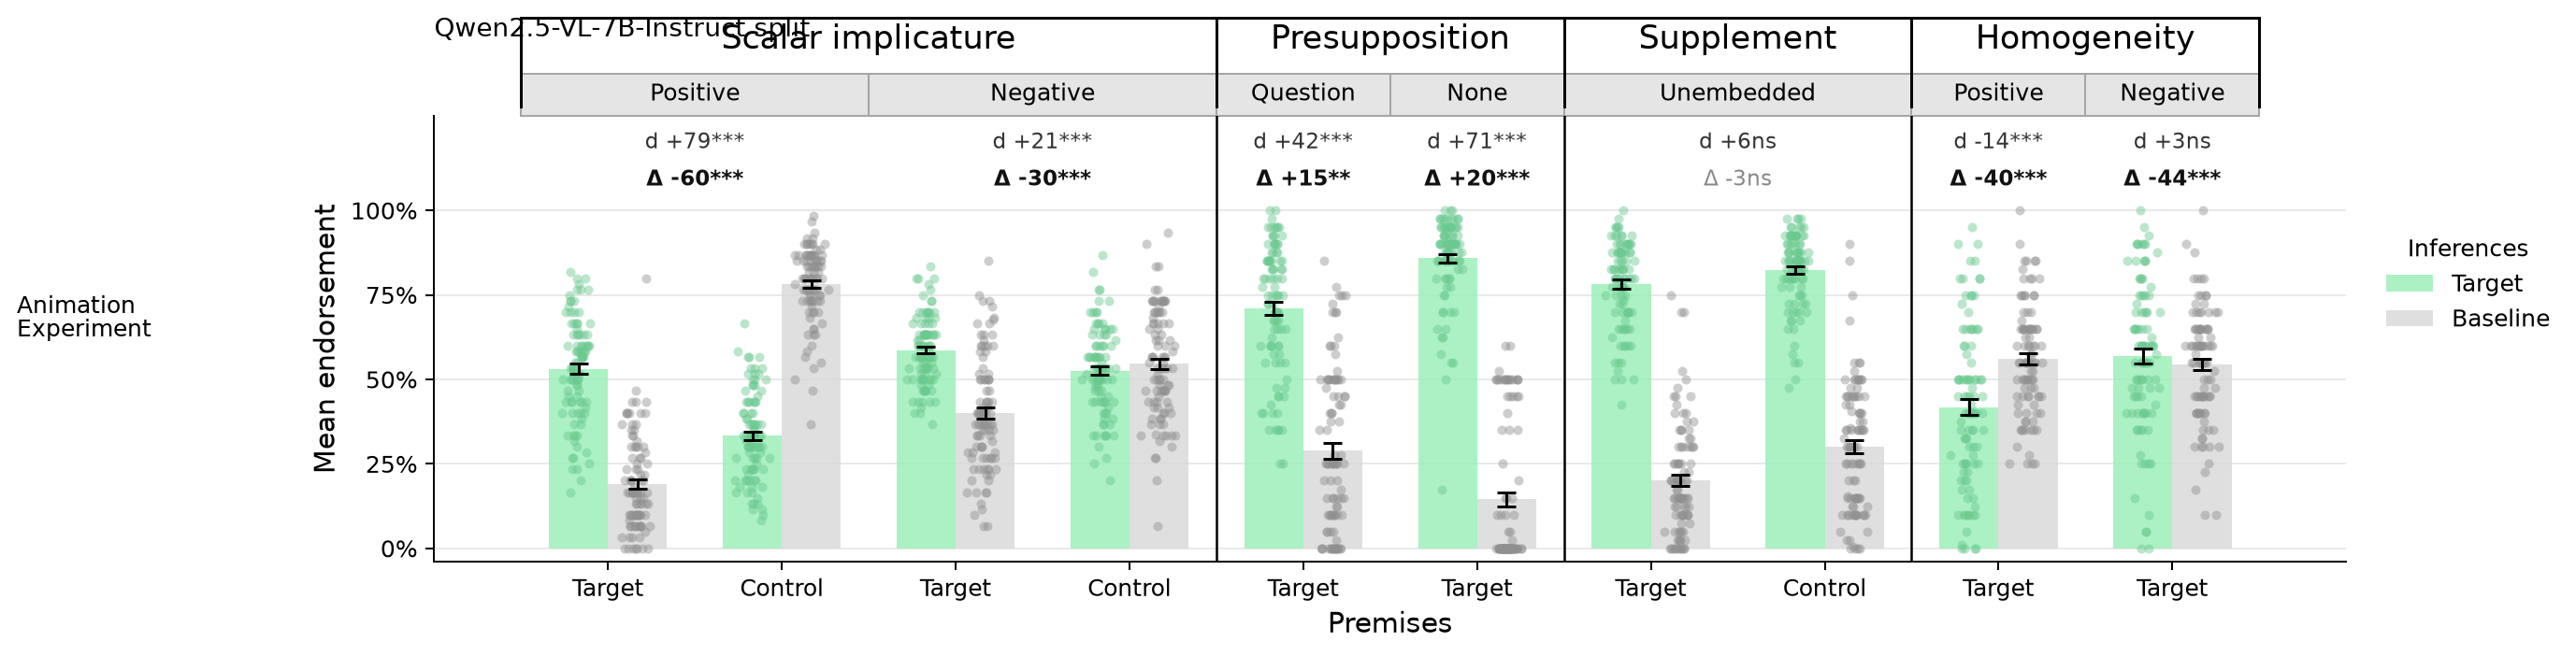 Qwen2.5-VL-7B-Instruct split
Scalar implicature Presupposition Supplement Homogeneity
Positive Negative Question None Unembedded Positive Negative
d +79*** d +21*** d +42*** d +71*** d +6ns d -14*** d +3ns
Δ -60*** Δ -30*** Δ +15** Δ +20*** Δ -3ns Δ -40*** Δ -44***
100%
75%
50%
25%
0%
Mean endorsement
Animation
Experiment
Inferences
Target
Baseline
Target Control Target Control Target Target Target Control Target Target
Premises